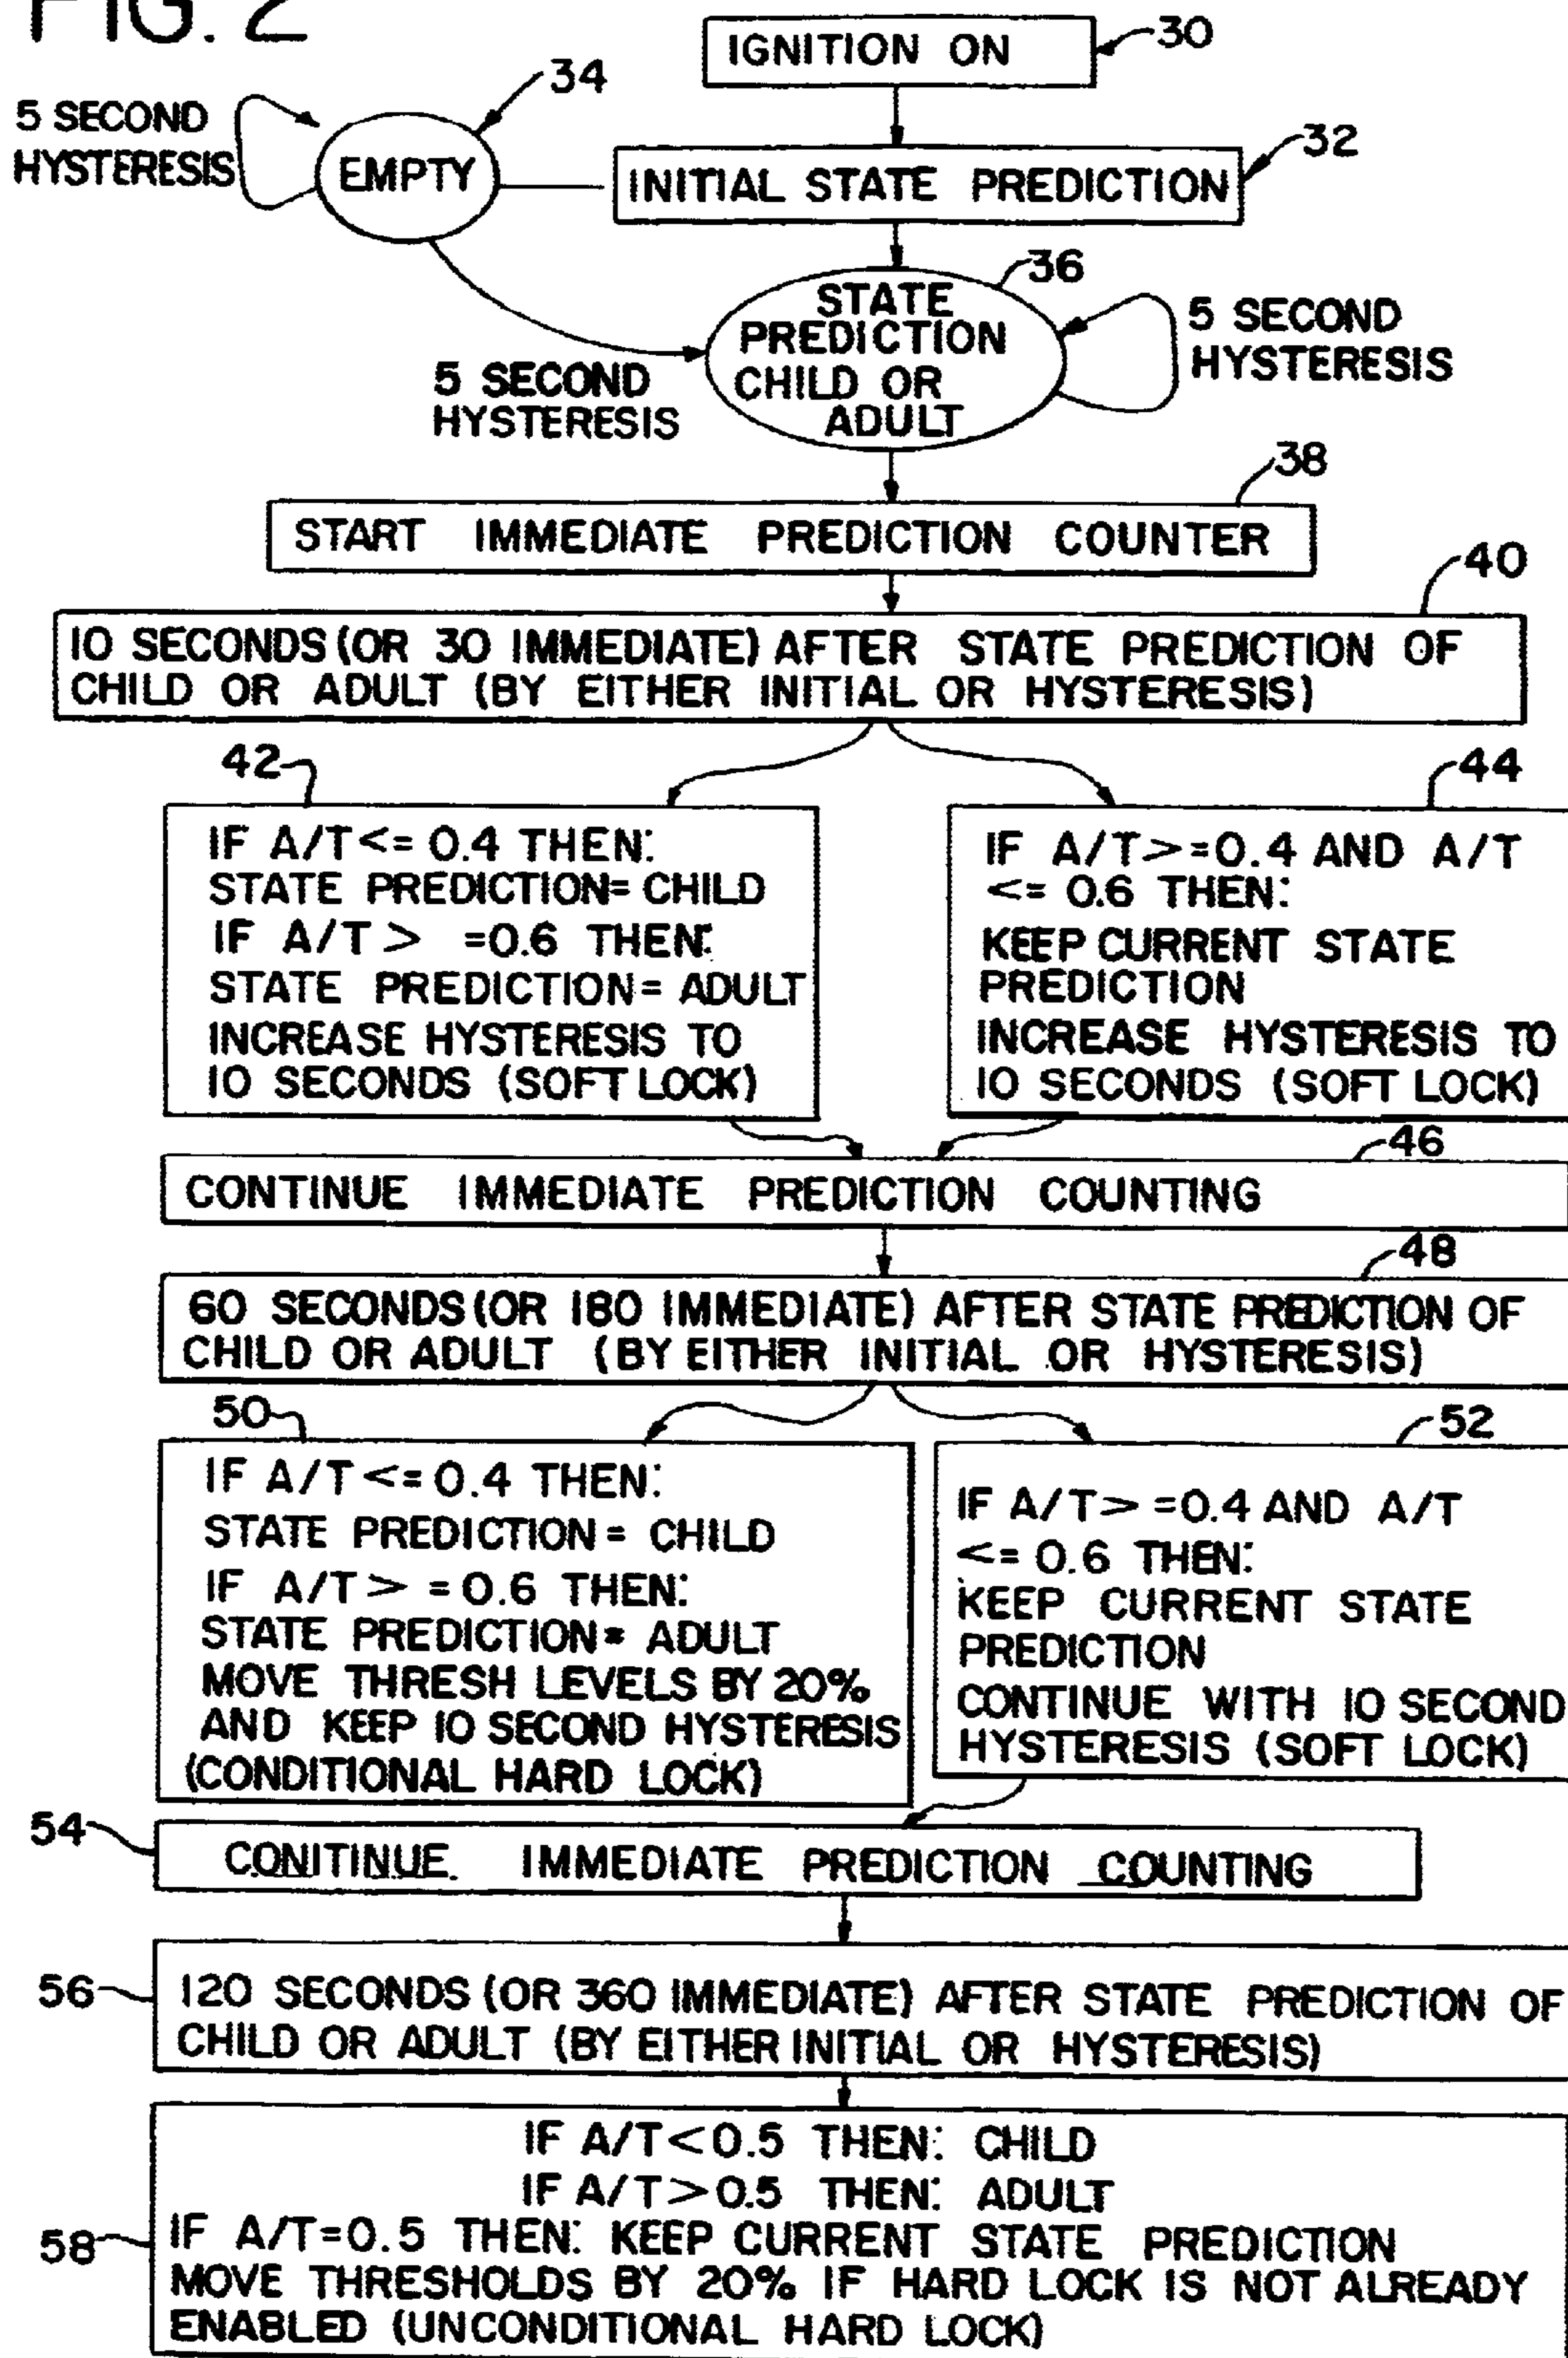 FIG. 2
IGNITION ON
30
34
5 SECOND
HYSTERESIS
EMPTY
32
INITIAL STATE PREDICTION
36
STATE
PREDICTION
CHILD OR
ADULT
5 SECOND
HYSTERESIS
5 SECOND
HYSTERESIS
38
START IMMEDIATE PREDICTION COUNTER
40
10 SECONDS (OR 30 IMMEDIATE) AFTER STATE PREDICTION OF
CHILD OR ADULT (BY EITHER INITIAL OR HYSTERESIS)
42
IF A/T<= 0.4 THEN:
STATE PREDICTION= CHILD
IF A/T> =0.6 THEN:
STATE PREDICTION= ADULT
INCREASE HYSTERESIS TO
10 SECONDS (SOFT LOCK)
44
IF A/T>=0.4 AND A/T
<= 0.6 THEN:
KEEP CURRENT STATE
PREDICTION
INCREASE HYSTERESIS TO
10 SECONDS (SOFT LOCK)
46
CONTINUE IMMEDIATE PREDICTION COUNTING
48
60 SECONDS (OR 180 IMMEDIATE) AFTER STATE PREDICTION OF
CHILD OR ADULT (BY EITHER INITIAL OR HYSTERESIS)
50
IF A/T<=0.4 THEN:
STATE PREDICTION = CHILD
IF A/T> =0.6 THEN:
STATE PREDICTION= ADULT
MOVE THRESH LEVELS BY 20%
AND KEEP 10 SECOND HYSTERESIS
(CONDITIONAL HARD LOCK)
52
IF A/T> =0.4 AND A/T
<= 0.6 THEN:
KEEP CURRENT STATE
PREDICTION
CONTINUE WITH 10 SECOND
HYSTERESIS (SOFT LOCK)
54
CONITINUE. IMMEDIATE PREDICTION COUNTING
56
120 SECONDS (OR 360 IMMEDIATE) AFTER STATE PREDICTION OF
CHILD OR ADULT (BY EITHER INITIAL OR HYSTERESIS)
58
IF A/T<0.5 THEN: CHILD
IF A/T>0.5 THEN: ADULT
IF A/T=0.5 THEN: KEEP CURRENT STATE PREDICTION
MOVE THRESHOLDS BY 20% IF HARD LOCK IS NOT ALREADY
ENABLED (UNCONDITIONAL HARD LOCK)